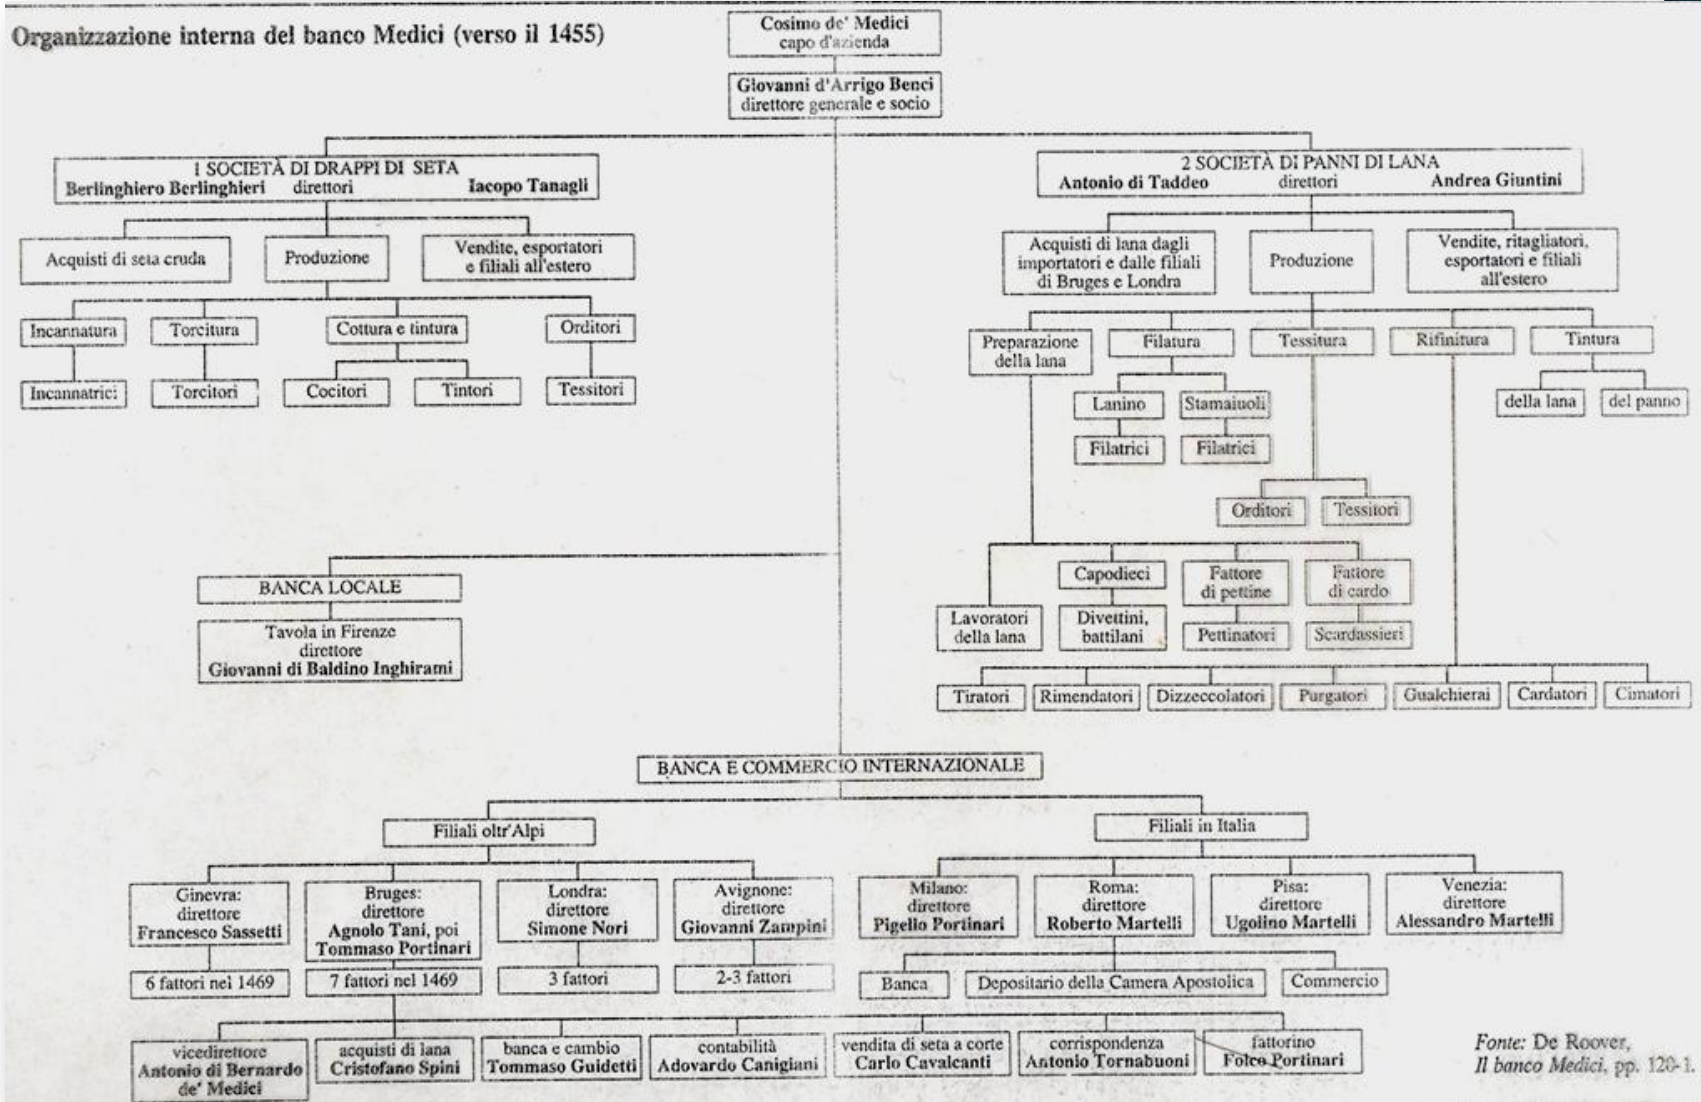 Organizzazione interna del banco Medici (verso il 1455)
Cosimo de' Medici
capo d'azienda
Giovanni d'Arrigo Benci
direttore generale e socio
1 SOCIETÀ DI DRAPPI DI SETA
Berlinghiero Berlinghieri direttori Iacopo Tanagli
Acquisti di seta cruda
Produzione
Vendite, esportatori
e filiali all'estero
Incannatura
Torcitura
Cottura e tintura
Orditori
Incannatrici
Torcitori
Cocitori
Tintori
Tessitori
2 SOCIETÀ DI PANNI DI LANA
Antonio di Taddeo direttori Andrea Giuntini
Acquisti di lana dagli
importatori e dalle filiali
di Bruges e Londra
Produzione
Vendite, ritagliatori,
esportatori e filiali
all'estero
Preparazione
della lana
Filatura
Tessitura
Rifinitura
Tintura
Lanino
Stamaiuoli
della lana
del panno
Filatrici
Filatrici
Orditori
Tessitori
Capodieci
Fattore
di pettine
Fattore
di cardo
Lavoratori
della lana
Divettini,
battilani
Pettinatori
Scardassieri
Tiratori
Rimendatori
Dizzeccolatori
Purgatori
Gualchierai
Cardatori
Cimatori
BANCA LOCALE
Tavola in Firenze
direttore
Giovanni di Baldino Inghirami
BANCA E COMMERCIO INTERNAZIONALE
Filiali oltr'Alpi
Filiali in Italia
Ginevra:
direttore
Francesco Sassetti
Bruges:
direttore
Agnolo Tani, poi
Tommaso Portinari
Londra:
direttore
Simone Nori
Avignone:
direttore
Giovanni Zampini
Milano:
direttore
Pigello Portinari
Roma:
direttore
Roberto Martelli
Pisa:
direttore
Ugolino Martelli
Venezia:
direttore
Alessandro Martelli
6 fattori nel 1469
7 fattori nel 1469
3 fattori
2-3 fattori
Banca
Depositario della Camera Apostolica
Commercio
vicedirettore
Antonio di Bernardo
de' Medici
acquisti di lana
Cristofano Spini
banca e cambio
Tommaso Guidetti
contabilità
Adovardo Canigiani
vendita di seta a corte
Carlo Cavalcanti
corrispondenza
Antonio Tornabuoni
fattorino
Folco Portinari
Fonte: De Roover,
Il banco Medici, pp. 128-1.